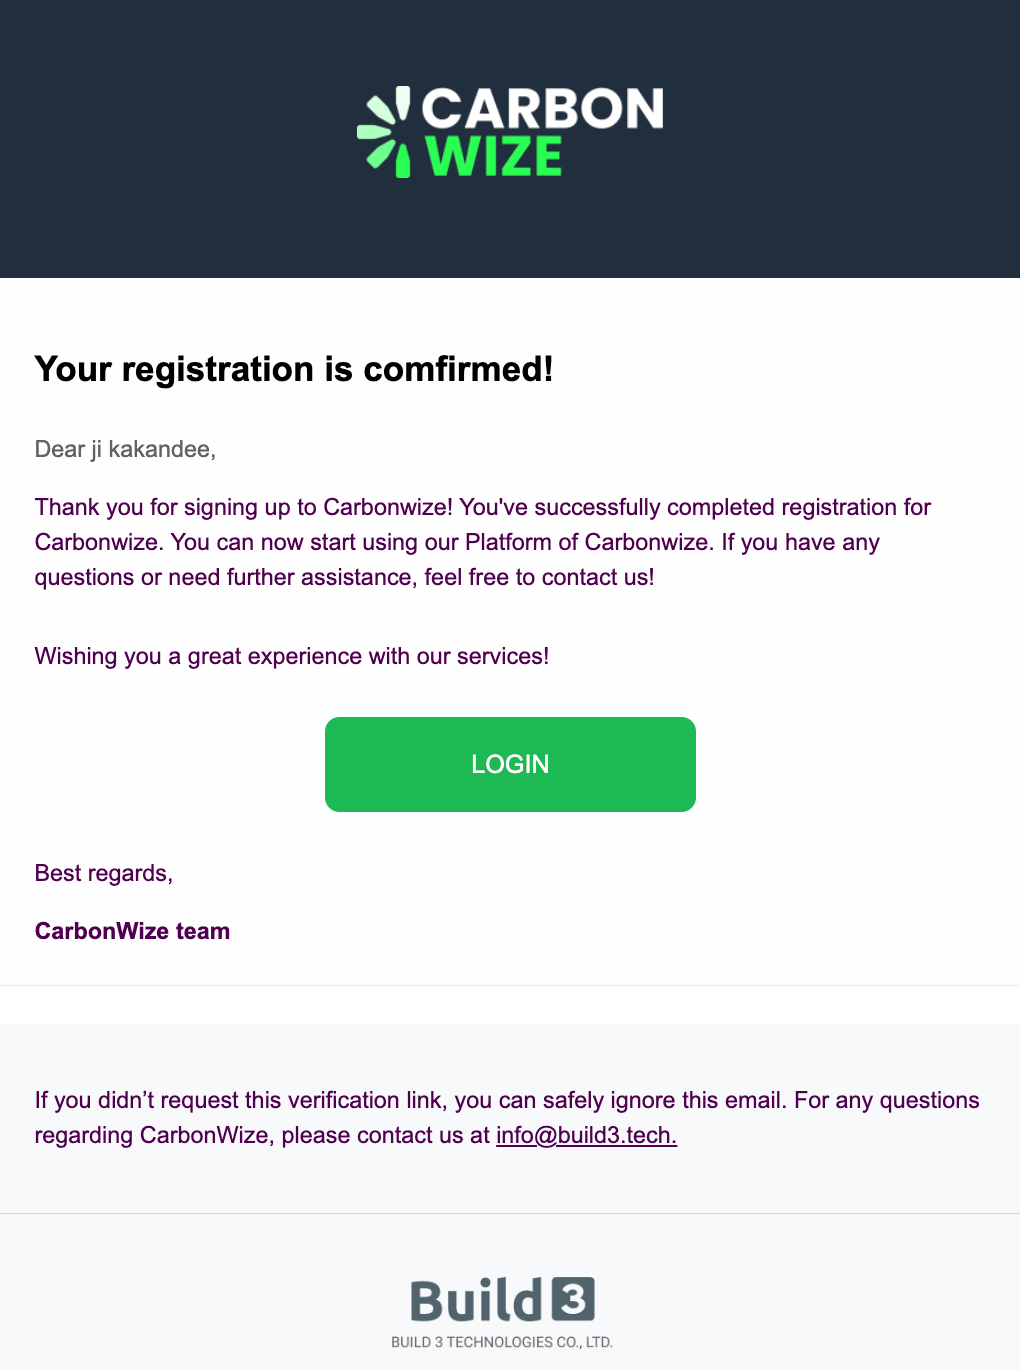 CARBON
WIZE
Your registration is comfirmed!
Dear ji kakandee,
Thank you for signing up to Carbonwize! You've successfully completed registration for
Carbonwize. You can now start using our Platform of Carbonwize. If you have any
questions or need further assistance, feel free to contact us!
Wishing you a great experience with our services!
LOGIN
Best regards,
CarbonWize team
If you didn’t request this verification link, you can safely ignore this email. For any questions
regarding CarbonWize, please contact us at info@build3.tech.
Build 3
BUILD 3 TECHNOLOGIES CO., LTD.